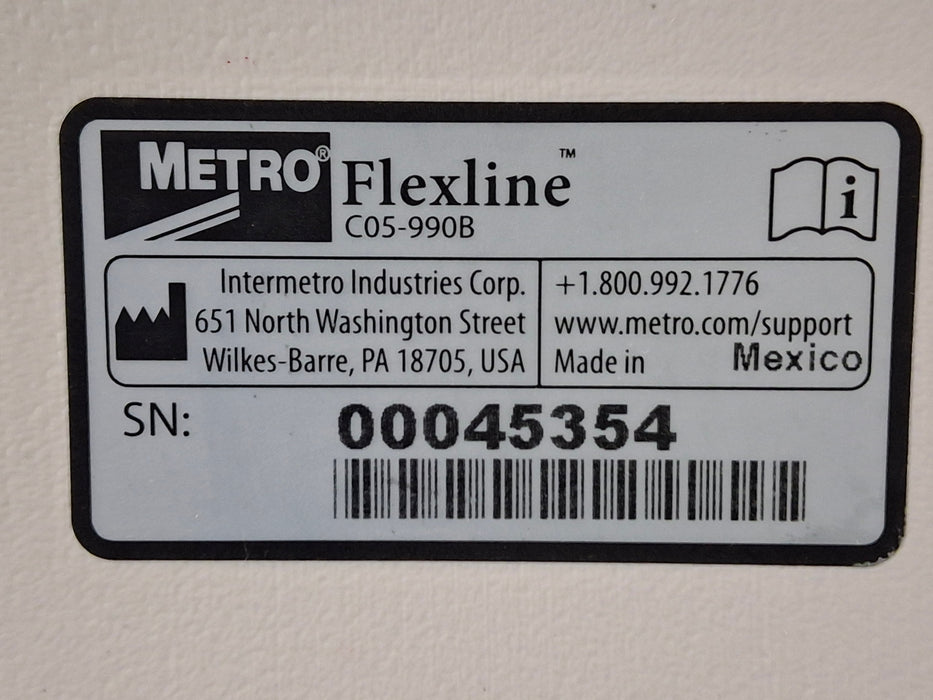 METRO® Flexline™
C05-990B
i
Intermetro Industries Corp.
651 North Washington Street
Wilkes-Barre, PA 18705, USA
+1.800.992.1776
www.metro.com/support
Made in Mexico
SN: 00045354